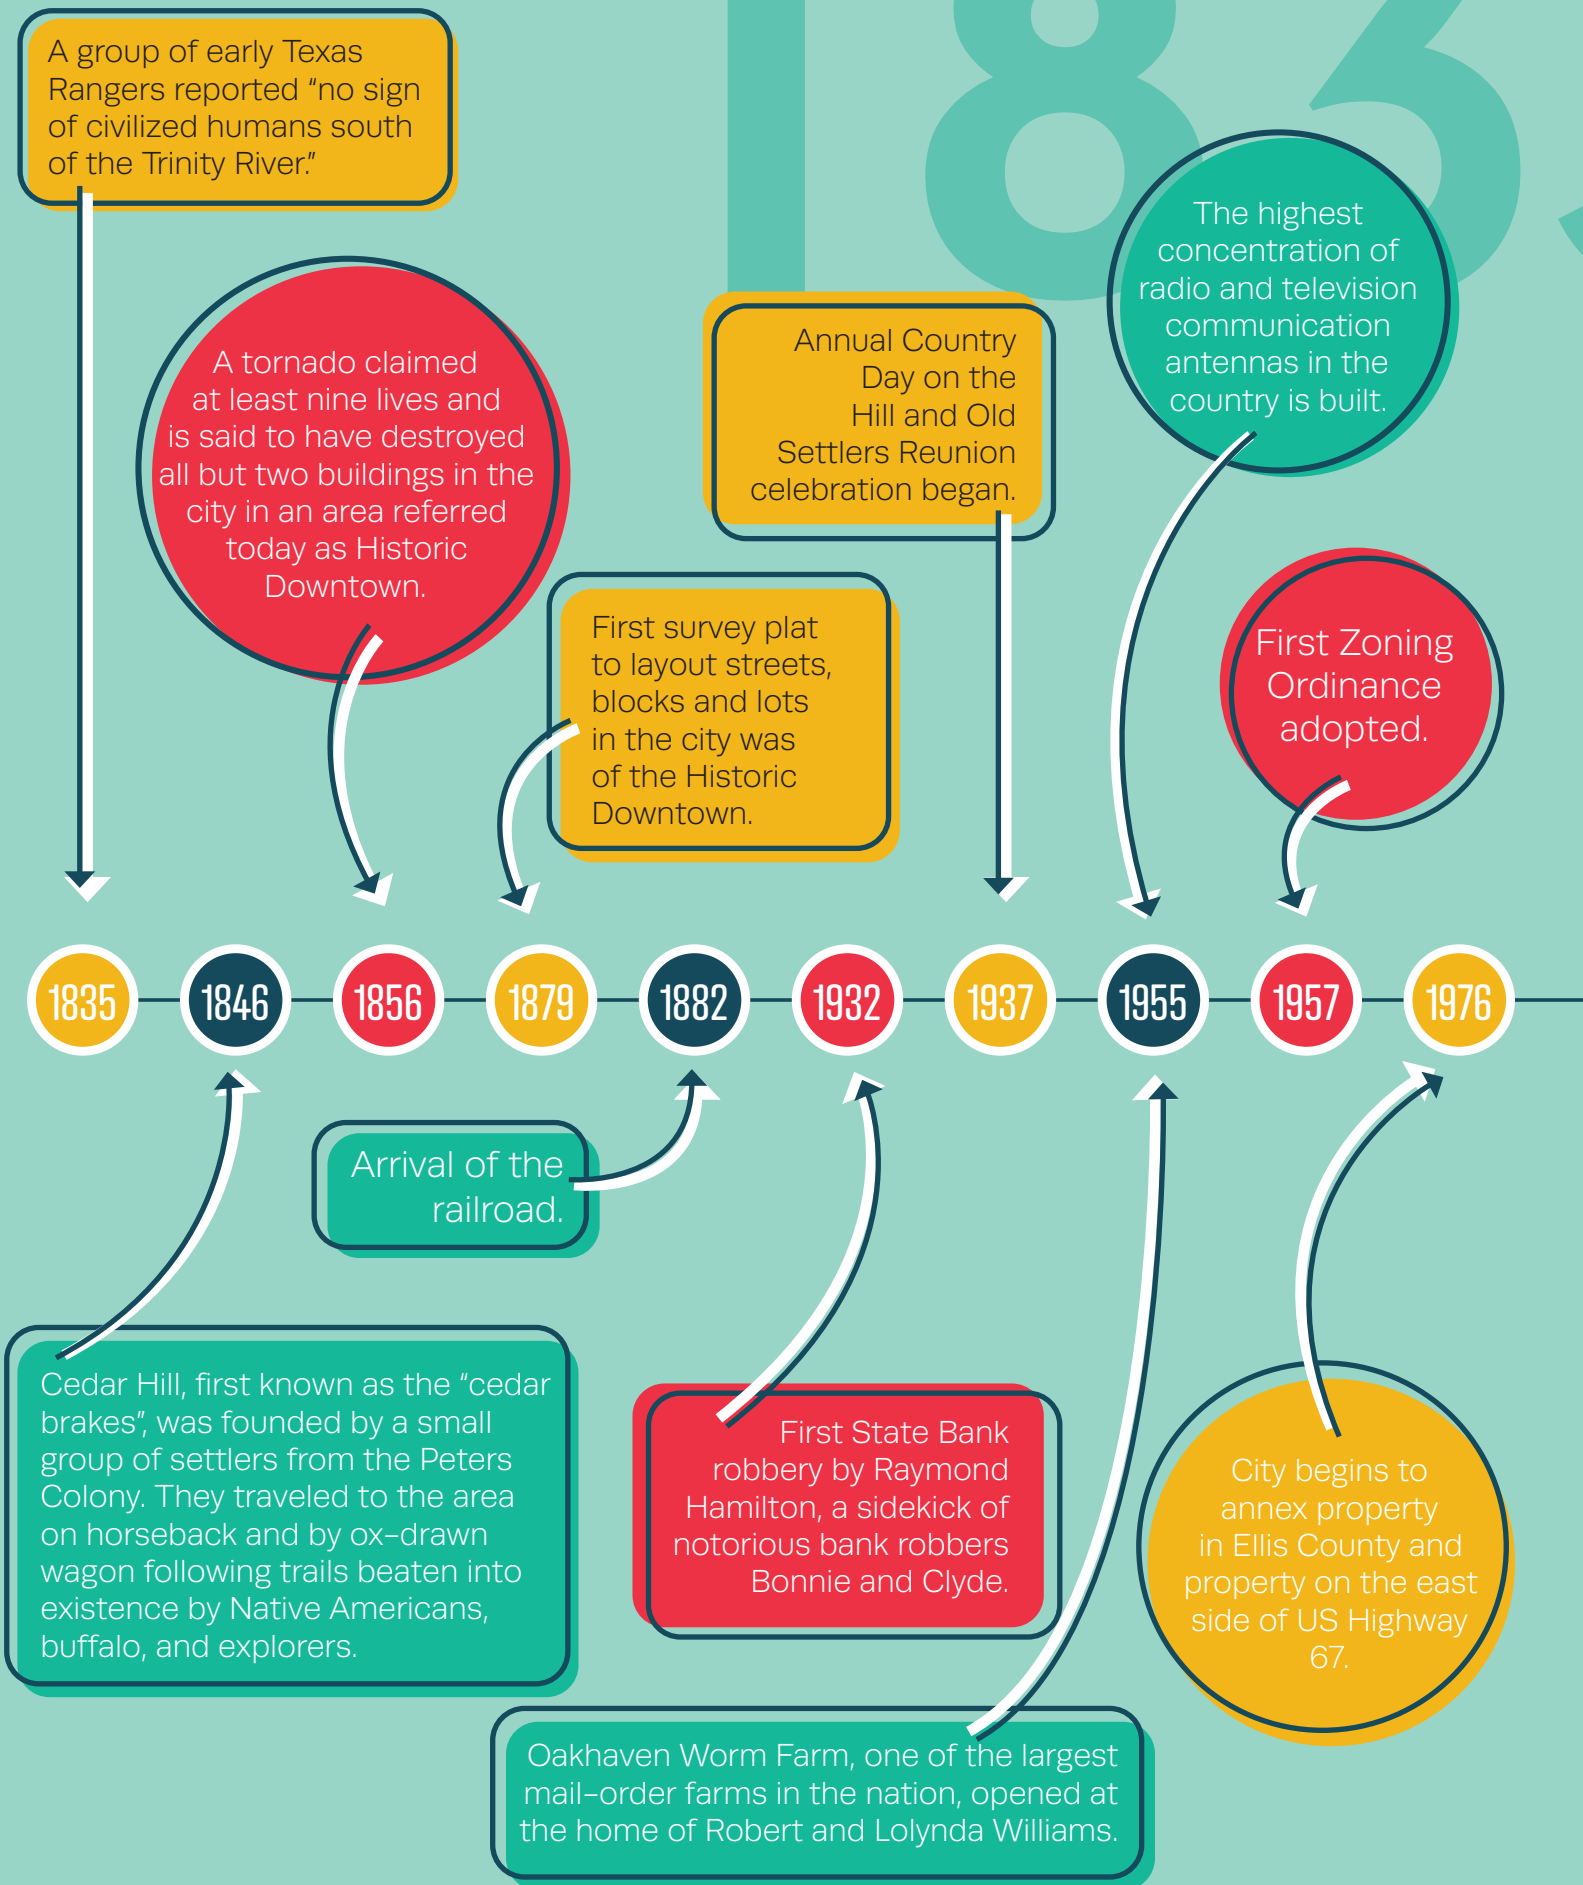 183
A group of early Texas
Rangers reported “no sign
of civilized humans south
of the Trinity River.”
A tornado claimed
at least nine lives and
is said to have destroyed
all but two buildings in the
city in an area referred
today as Historic
Downtown.
First survey plat
to layout streets,
blocks and lots
in the city was
of the Historic
Downtown.
Annual Country
Day on the
Hill and Old
Settlers Reunion
celebration began.
The highest
concentration of
radio and television
communication
antennas in the
country is built.
First Zoning
Ordinance
adopted.
1835
1846
1856
1879
1882
1932
1937
1955
1957
1976
Arrival of the
railroad.
Cedar Hill, first known as the “cedar
brakes”, was founded by a small
group of settlers from the Peters
Colony. They traveled to the area
on horseback and by ox-drawn
wagon following trails beaten into
existence by Native Americans,
buffalo, and explorers.
First State Bank
robbery by Raymond
Hamilton, a sidekick of
notorious bank robbers
Bonnie and Clyde.
Oakhaven Worm Farm, one of the largest
mail-order farms in the nation, opened at
the home of Robert and Lolynda Williams.
City begins to
annex property
in Ellis County and
property on the east
side of US Highway
67.